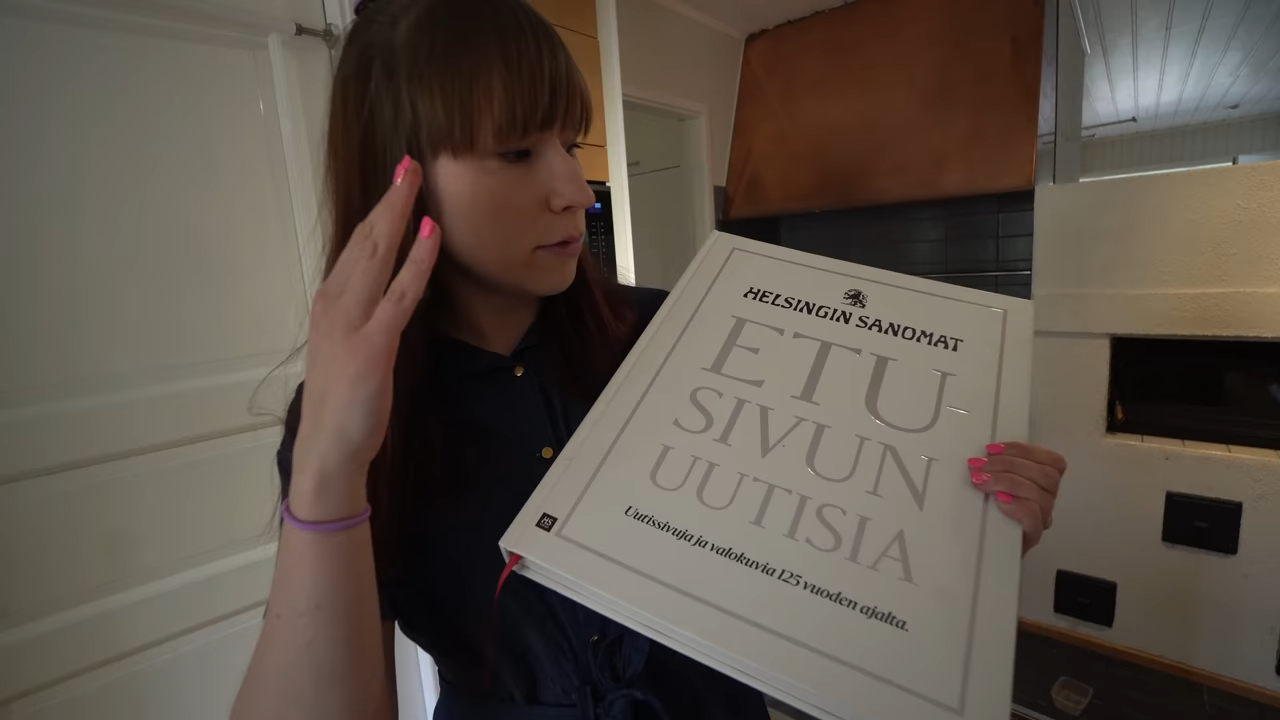 HELSINGIN SANOMAT
ETU-
SIVUN
UUTISIA
Uutissivuja ja valokuvia 125 vuoden ajalta.
HS